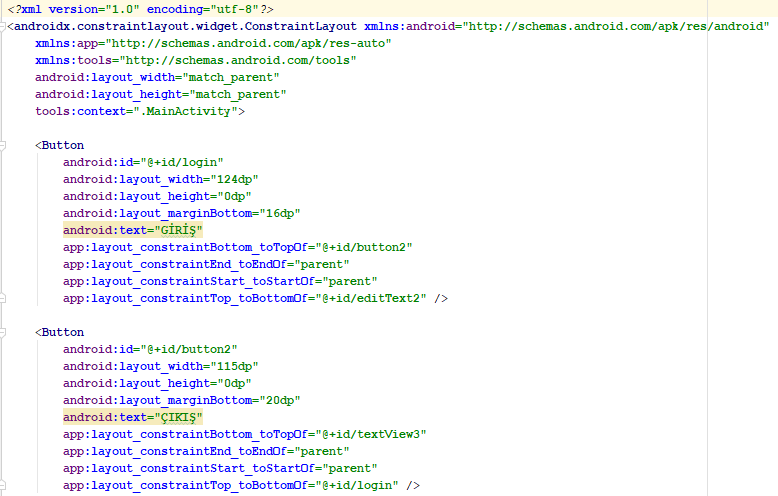 <?xml version="1.0" encoding="utf-8"?>
<androidx.constraintlayout.widget.ConstraintLayout xmlns:android="http://schemas.android.com/apk/res/android"
    xmlns:app="http://schemas.android.com/apk/res-auto"
    xmlns:tools="http://schemas.android.com/tools"
    android:layout_width="match_parent"
    android:layout_height="match_parent"
    tools:context=".MainActivity">

    <Button
        android:id="@+id/login"
        android:layout_width="124dp"
        android:layout_height="0dp"
        android:layout_marginBottom="16dp"
        android:text="GİRİŞ"
        app:layout_constraintBottom_toTopOf="@+id/button2"
        app:layout_constraintEnd_toEndOf="parent"
        app:layout_constraintStart_toStartOf="parent"
        app:layout_constraintTop_toBottomOf="@+id/editText2" />

    <Button
        android:id="@+id/button2"
        android:layout_width="115dp"
        android:layout_height="0dp"
        android:layout_marginBottom="20dp"
        android:text="ÇIKIŞ"
        app:layout_constraintBottom_toTopOf="@+id/textView3"
        app:layout_constraintEnd_toEndOf="parent"
        app:layout_constraintStart_toStartOf="parent"
        app:layout_constraintTop_toBottomOf="@+id/login" />